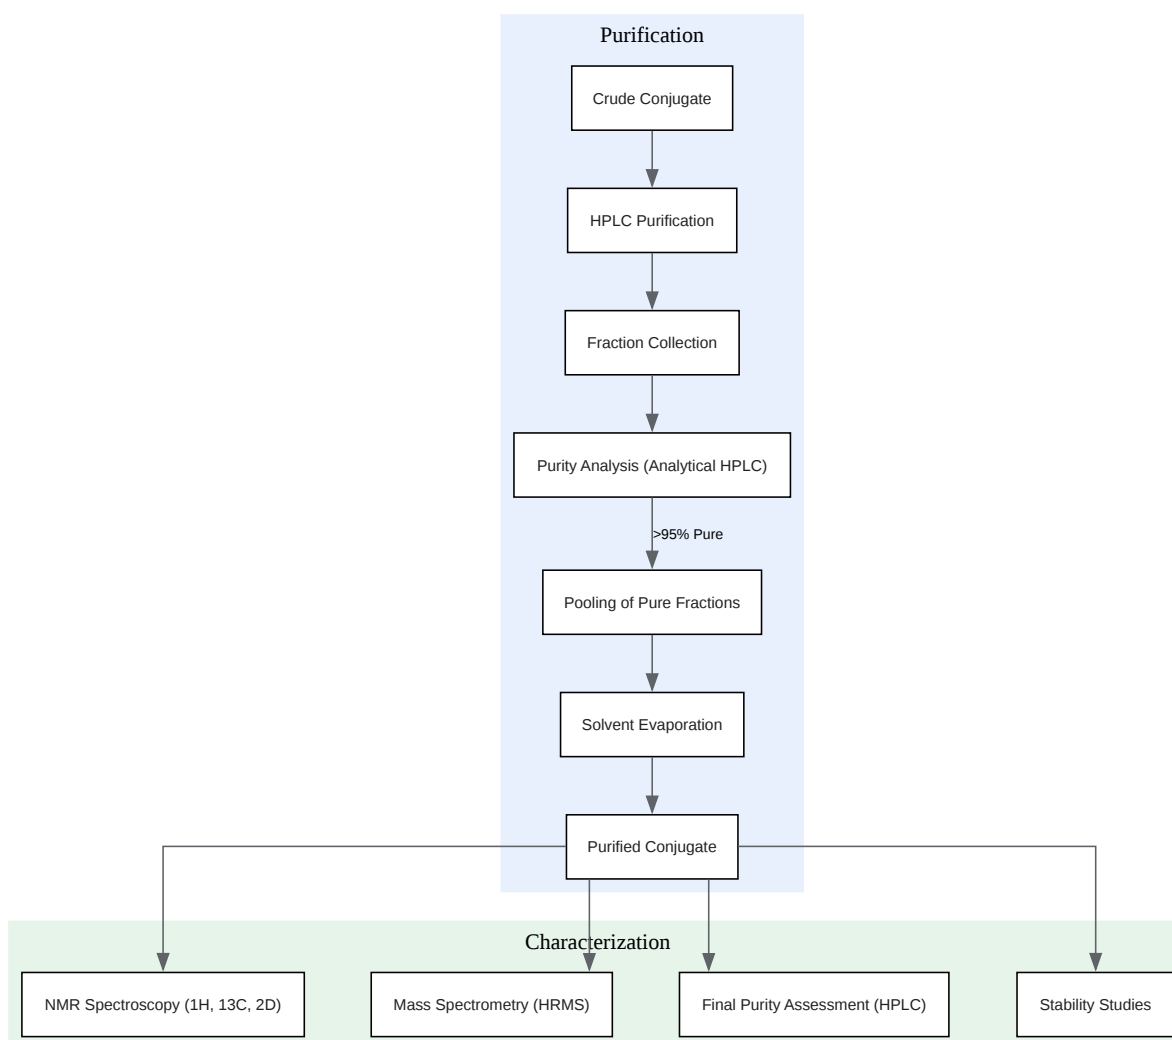 Purification
Crude Conjugate
HPLC Purification
Fraction Collection
Purity Analysis (Analytical HPLC)
>95% Pure
Pooling of Pure Fractions
Solvent Evaporation
Purified Conjugate
Characterization
NMR Spectroscopy (1H, 13C, 2D)
Mass Spectrometry (HRMS)
Final Purity Assessment (HPLC)
Stability Studies